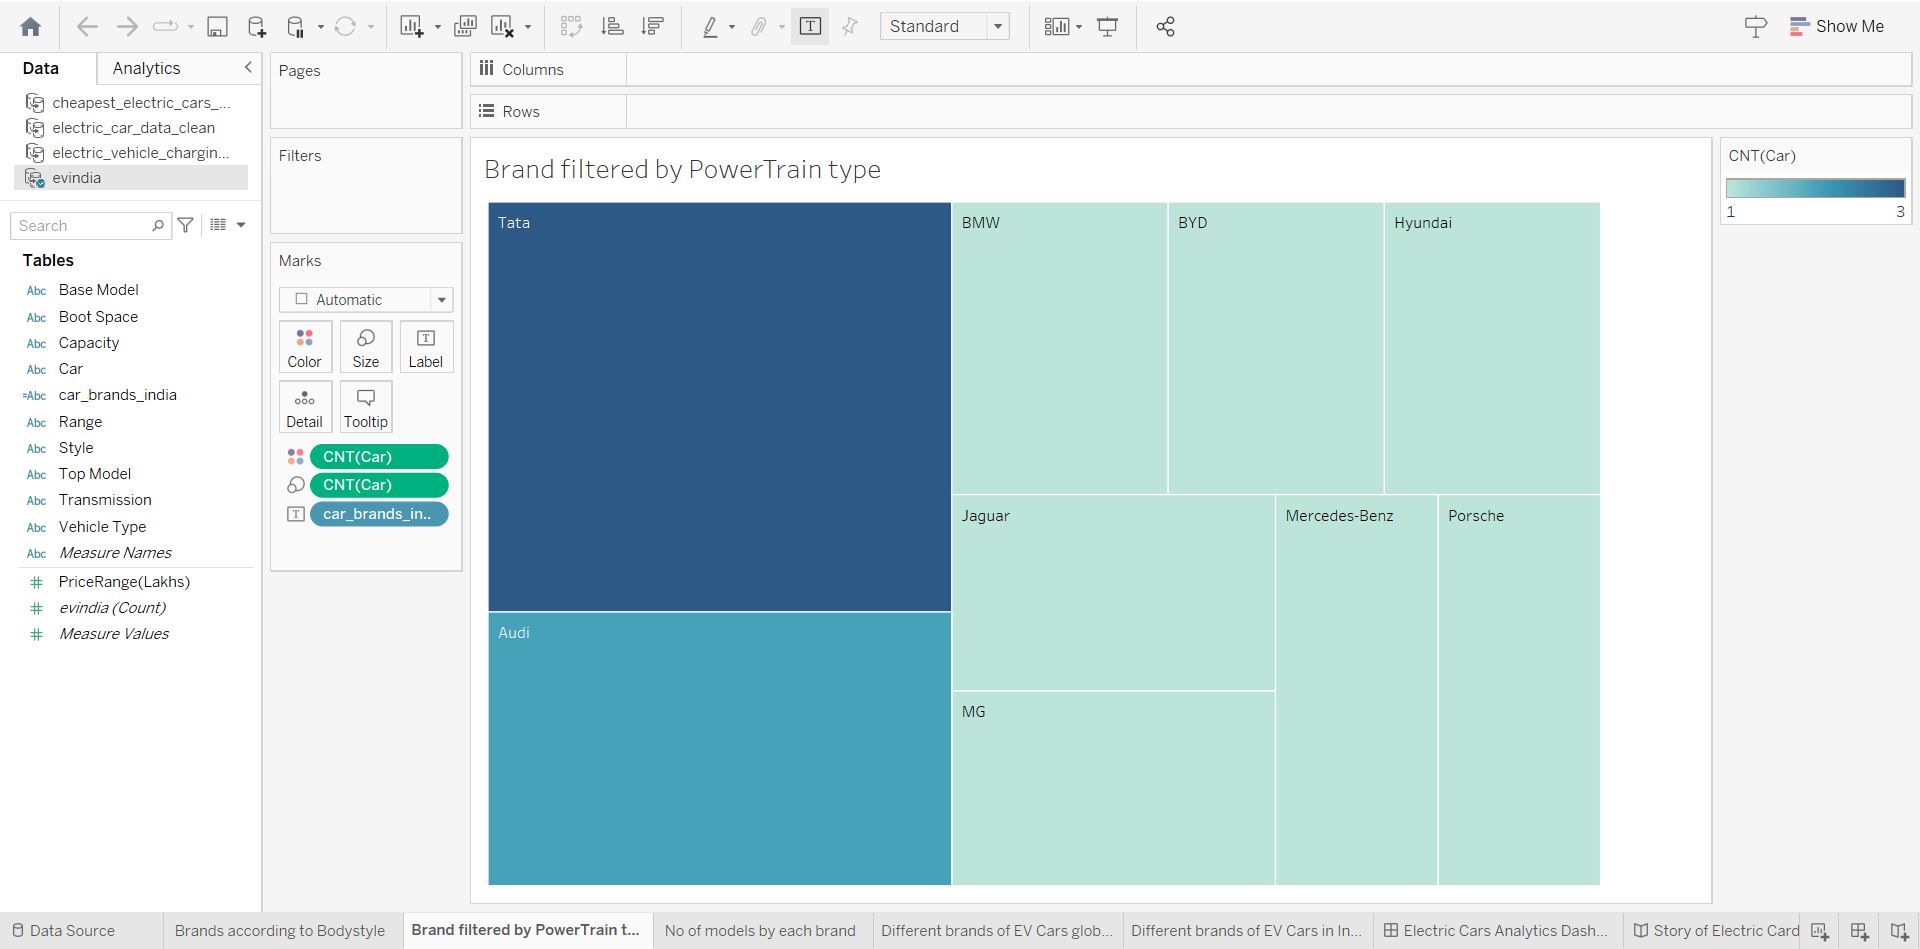 Standard
Show Me
Data
Analytics
cheapest_electric_cars_...
electric_car_data_clean
electric_vehicle_chargin...
evindia
Search
Tables
Abc Base Model
Abc Boot Space
Abc Capacity
Abc Car
=Abc car_brands_india
Abc Range
Abc Style
Abc Top Model
Abc Transmission
Abc Vehicle Type
Abc Measure Names
# PriceRange(Lakhs)
# evindia (Count)
# Measure Values
Pages
Filters
Marks
Automatic
Color
Size
T
Label
Detail
Tooltip
CNT(Car)
CNT(Car)
T car_brands_in..
Columns
Rows
Brand filtered by PowerTrain type
Tata
BMW
BYD
Hyundai
Jaguar
Mercedes-Benz
Porsche
Audi
MG
CNT(Car)
1
3
Data Source
Brands according to Bodystyle
Brand filtered by PowerTrain t...
No of models by each brand
Different brands of EV Cars glob...
Different brands of EV Cars in In...
Electric Cars Analytics Dash...
Story of Electric Card